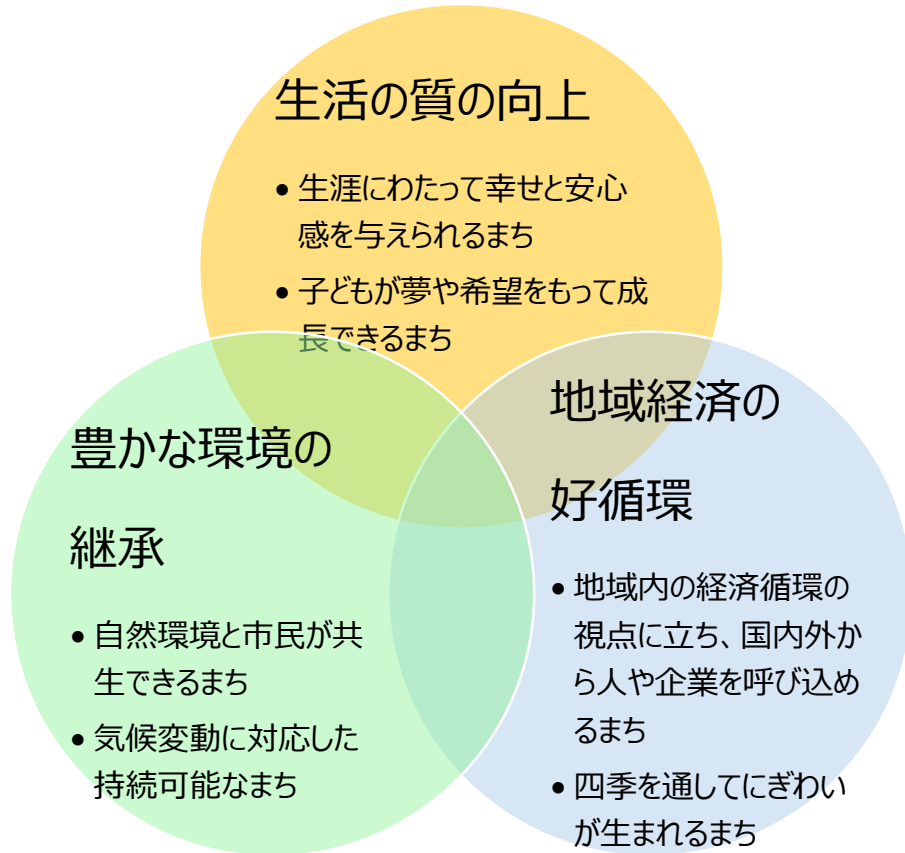 生活の質の向上
• 生涯にわたって幸せと安心
感を与えられるまち
• 子どもが夢や希望をもって成
長できるまち
豊かな環境の
継承
• 自然環境と市民が共
生できるまち
• 気候変動に対応した
持続可能なまち
地域経済の
好循環
• 地域内の経済循環の
視点に立ち、国内外か
ら人や企業を呼び込め
るまち
• 四季を通してにぎわい
が生まれるまち